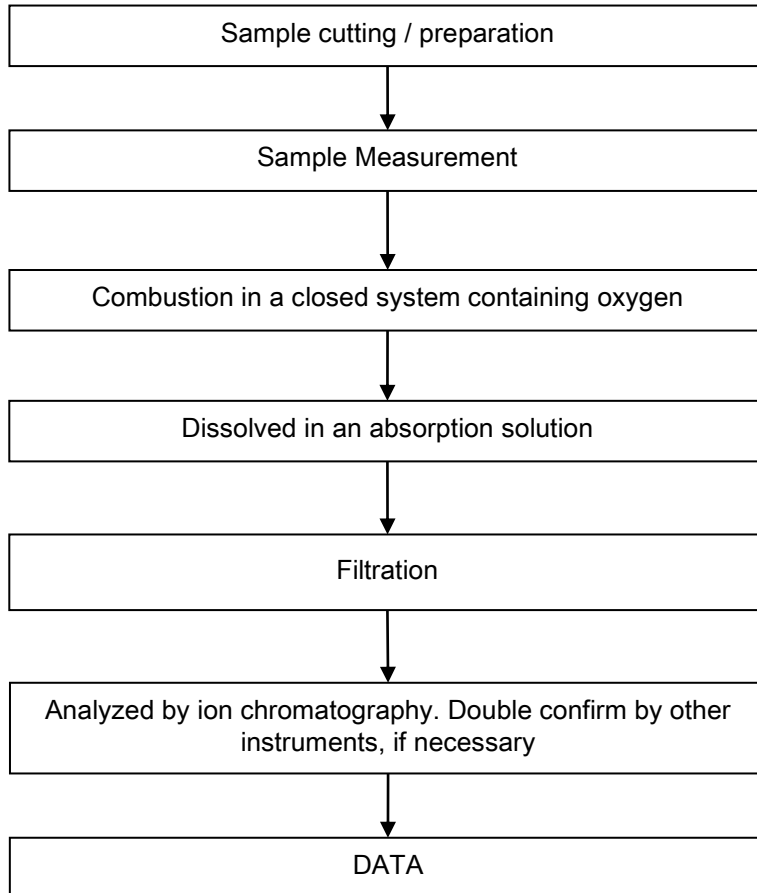 Sample cutting / preparation
Sample Measurement
Combustion in a closed system containing oxygen
Dissolved in an absorption solution
Filtration
Analyzed by ion chromatography. Double confirm by other
instruments, if necessary
DATA